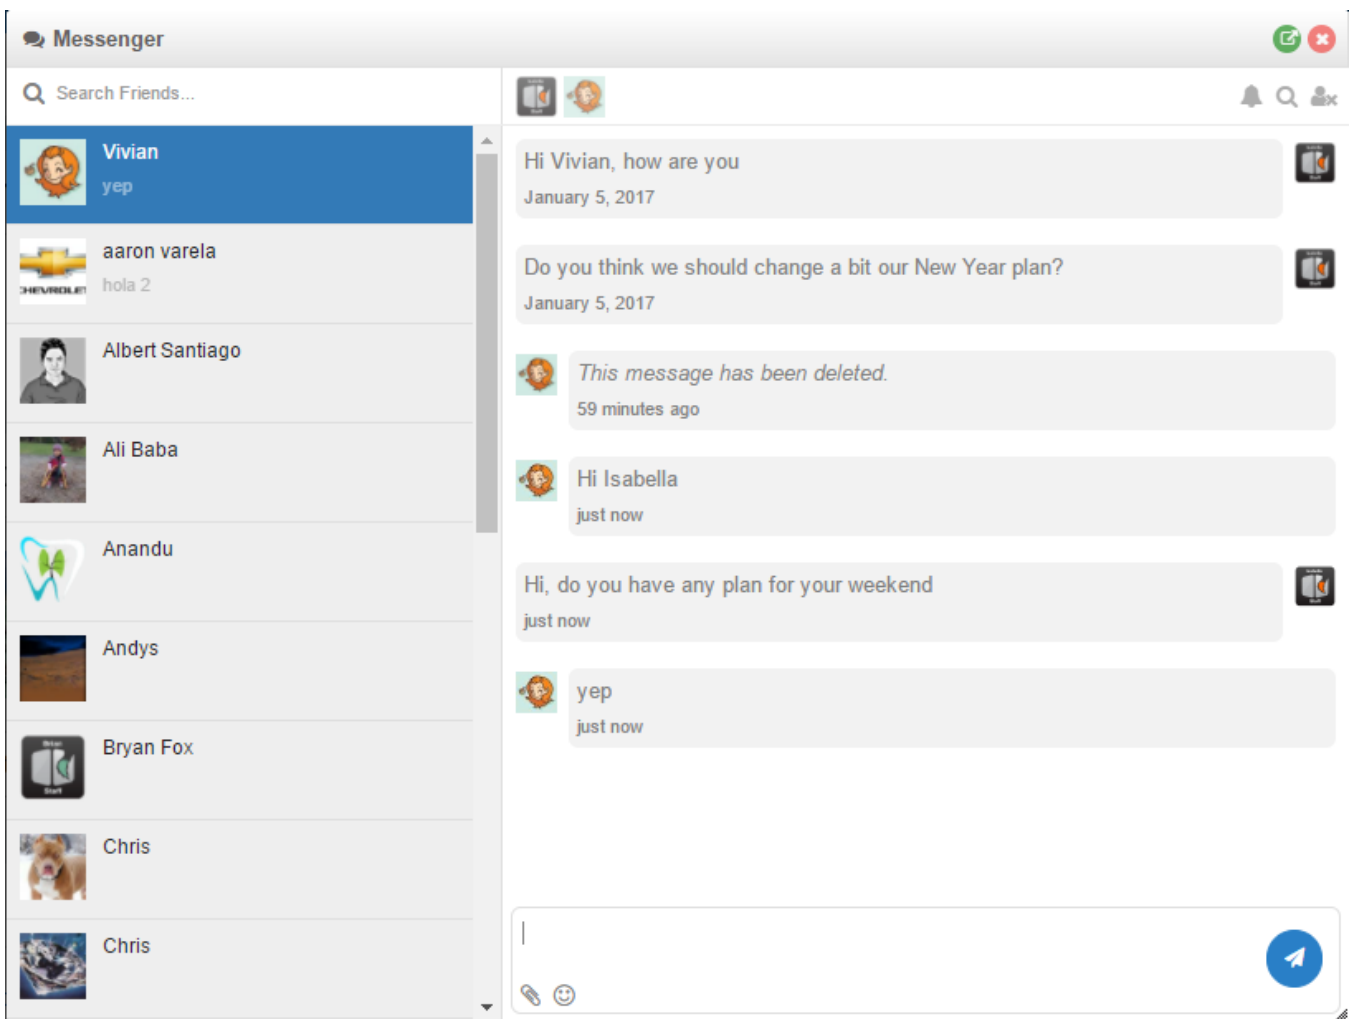 Messenger
Search Friends...
Vivian
yep
aaron varela
hola 2
CHEVROLET
Albert Santiago
Ali Baba
Anandu
Andys
Bryan Fox
Chris
Chris
Hi Vivian, how are you
January 5, 2017
Do you think we should change a bit our New Year plan?
January 5, 2017
This message has been deleted.
59 minutes ago
Hi Isabella
just now
Hi, do you have any plan for your weekend
just now
yep
just now